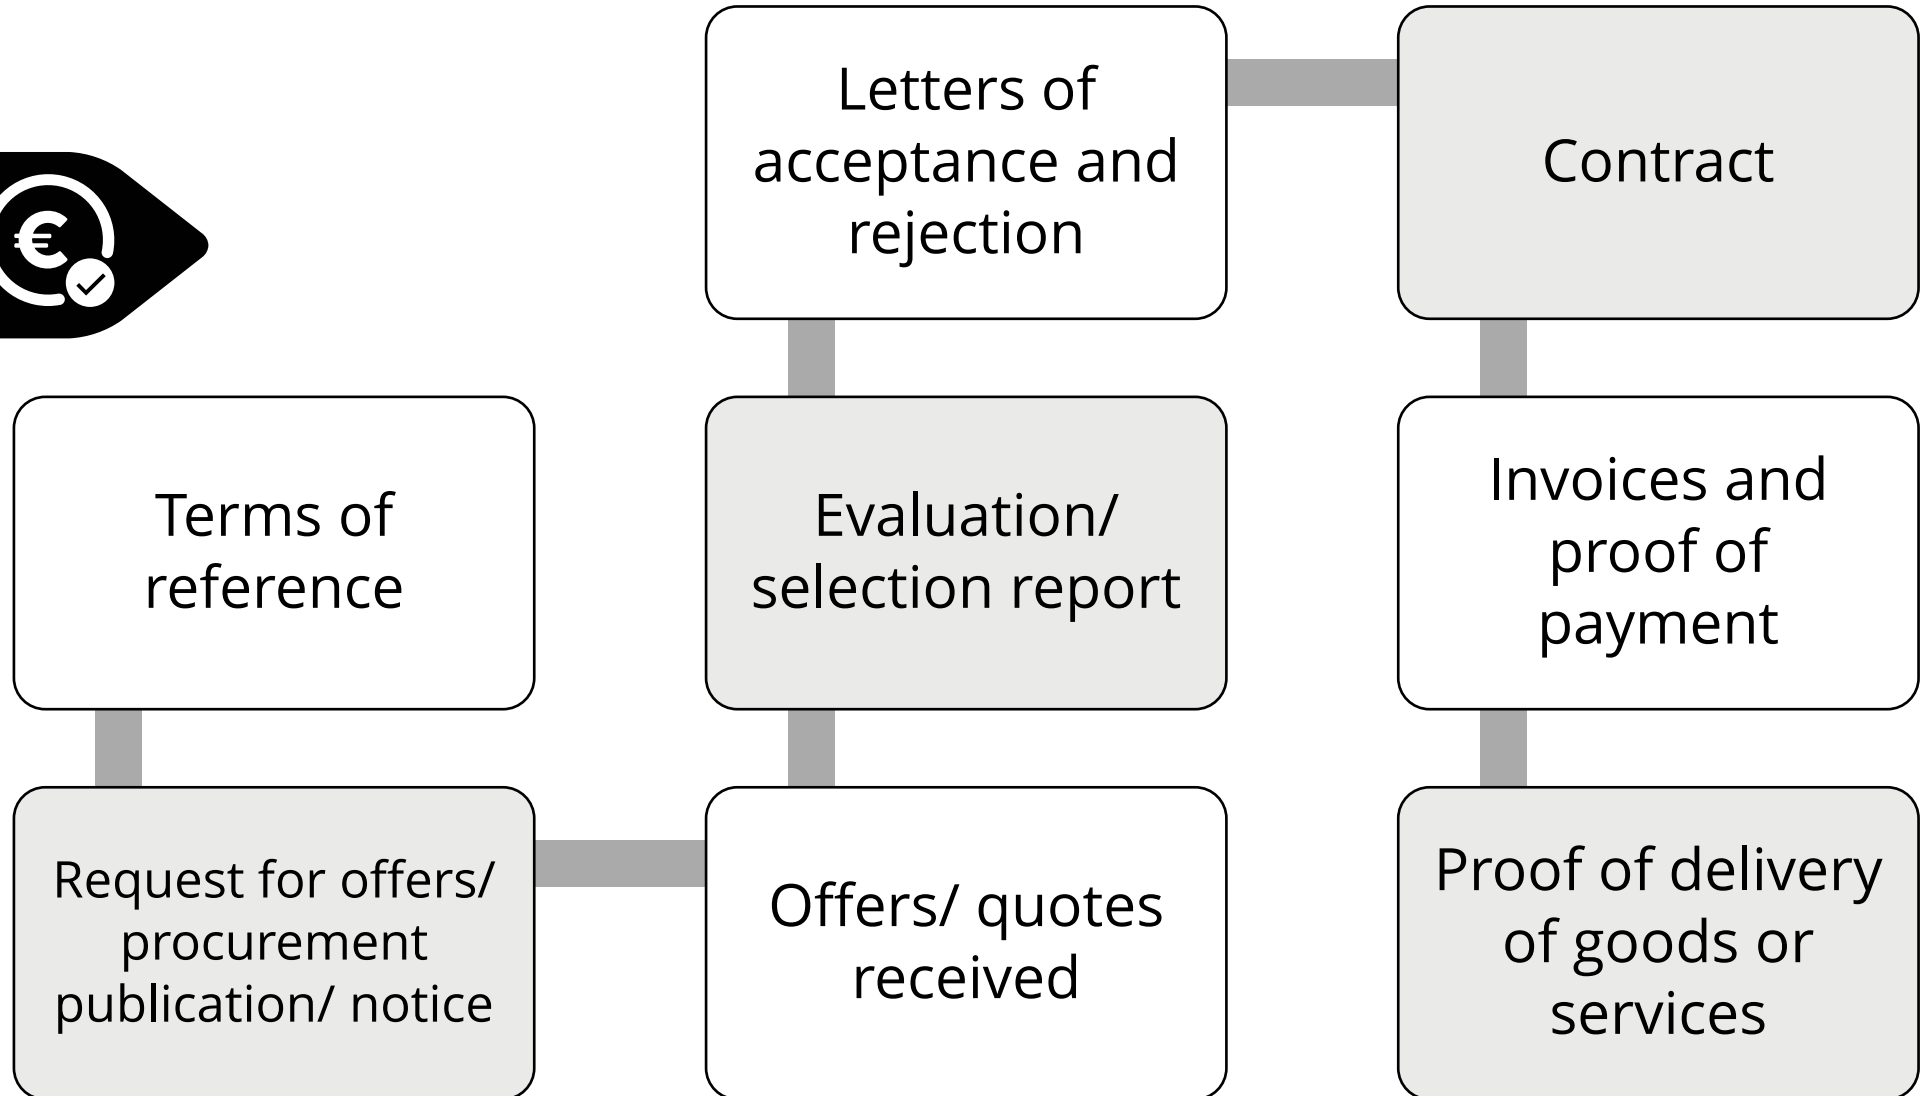 Terms of
reference
Request for offers/
procurement
publication/ notice
Offers/ quotes
received
Evaluation/
selection report
Letters of
acceptance and
rejection
Contract
Invoices and
proof of
payment
Proof of delivery
of goods or
services
€